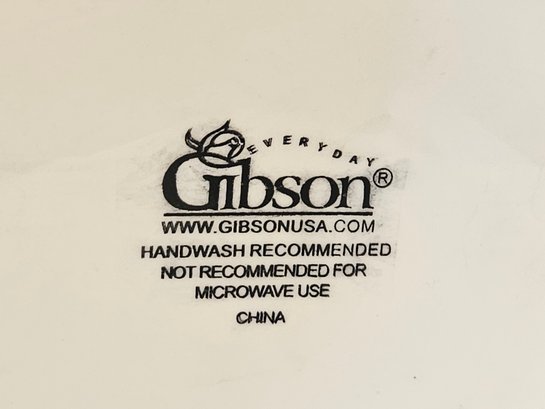 EVERYDAY
Gibson®
WWW.GIBSONUSA.COM
HANDWASH RECOMMENDED
NOT RECOMMENDED FOR
MICROWAVE USE
CHINA